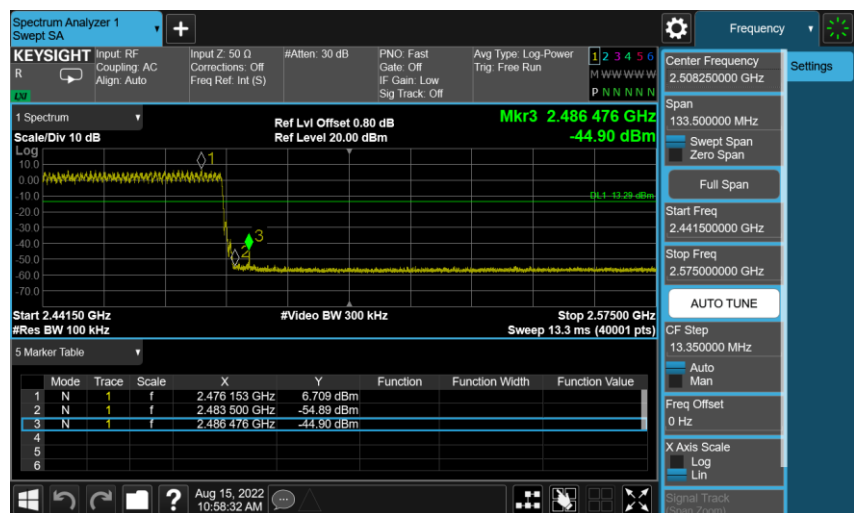 Spectrum Analyzer 1
Swept SA
+
Frequency
KEYSIGHT
R
LXI
Input: RF
Coupling: AC
Align: Auto
Input Z: 50 Ω
Corrections: Off
Freq Ref: Int (S)
#Atten: 30 dB
PNO: Fast
Gate: Off
IF Gain: Low
Sig Track: Off
Avg Type: Log-Power
Trig: Free Run
1 2 3 4 5 6
M W W W W W
P N N N N N
1 Spectrum
Scale/Div 10 dB
Ref Lvl Offset 0.80 dB
Ref Level 20.00 dBm
Mkr3 2.486 476 GHz
-44.90 dBm
Log
10.0
0.00
-10.0
-20.0
-30.0
-40.0
-50.0
-60.0
-70.0
1
2
3
DL1 -13.29 dBm
Start 2.44150 GHz
#Res BW 100 kHz
#Video BW 300 kHz
Stop 2.57500 GHz
Sweep 13.3 ms (40001 pts)
5 Marker Table
Mode Trace Scale X Y Function Function Width Function Value
1 N 1 f 2.476 153 GHz 6.709 dBm
2 N 1 f 2.483 500 GHz -54.89 dBm
3 N 1 f 2.486 476 GHz -44.90 dBm
4
5
6
?
Aug 15, 2022
10:58:32 AM
Center Frequency
2.508250000 GHz
Span
133.500000 MHz
Swept Span
Zero Span
Full Span
Start Freq
2.441500000 GHz
Stop Freq
2.575000000 GHz
AUTO TUNE
CF Step
13.350000 MHz
Auto
Man
Freq Offset
0 Hz
X Axis Scale
Log
Lin
Signal Track
(Span Zoom)
Settings